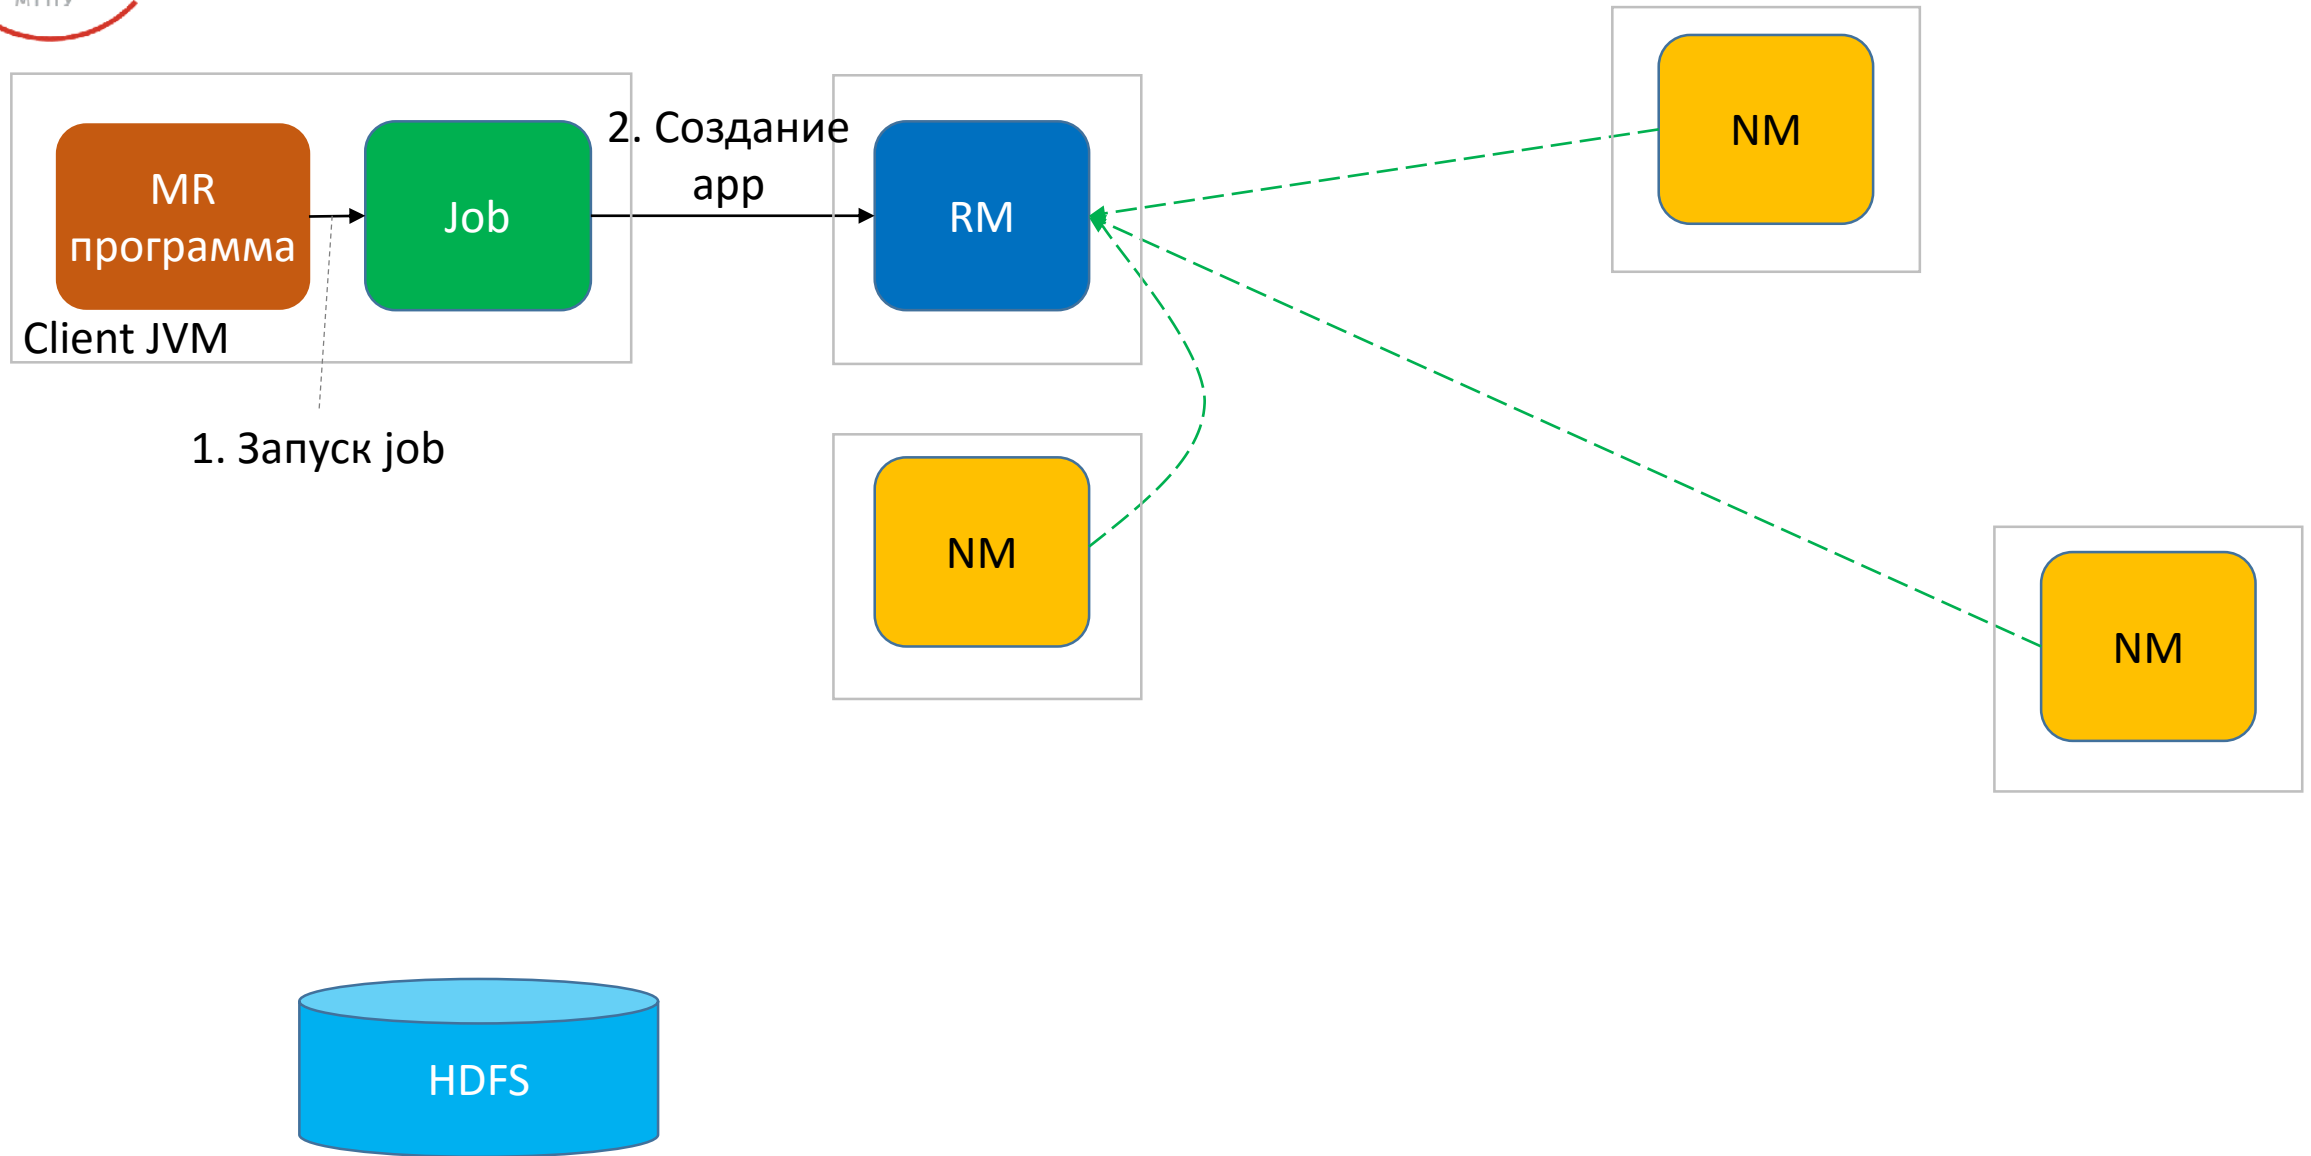 MR
программа
Job
Client JVM
1. Запуск job
2. Создание
app
RM
NM
NM
NM
HDFS